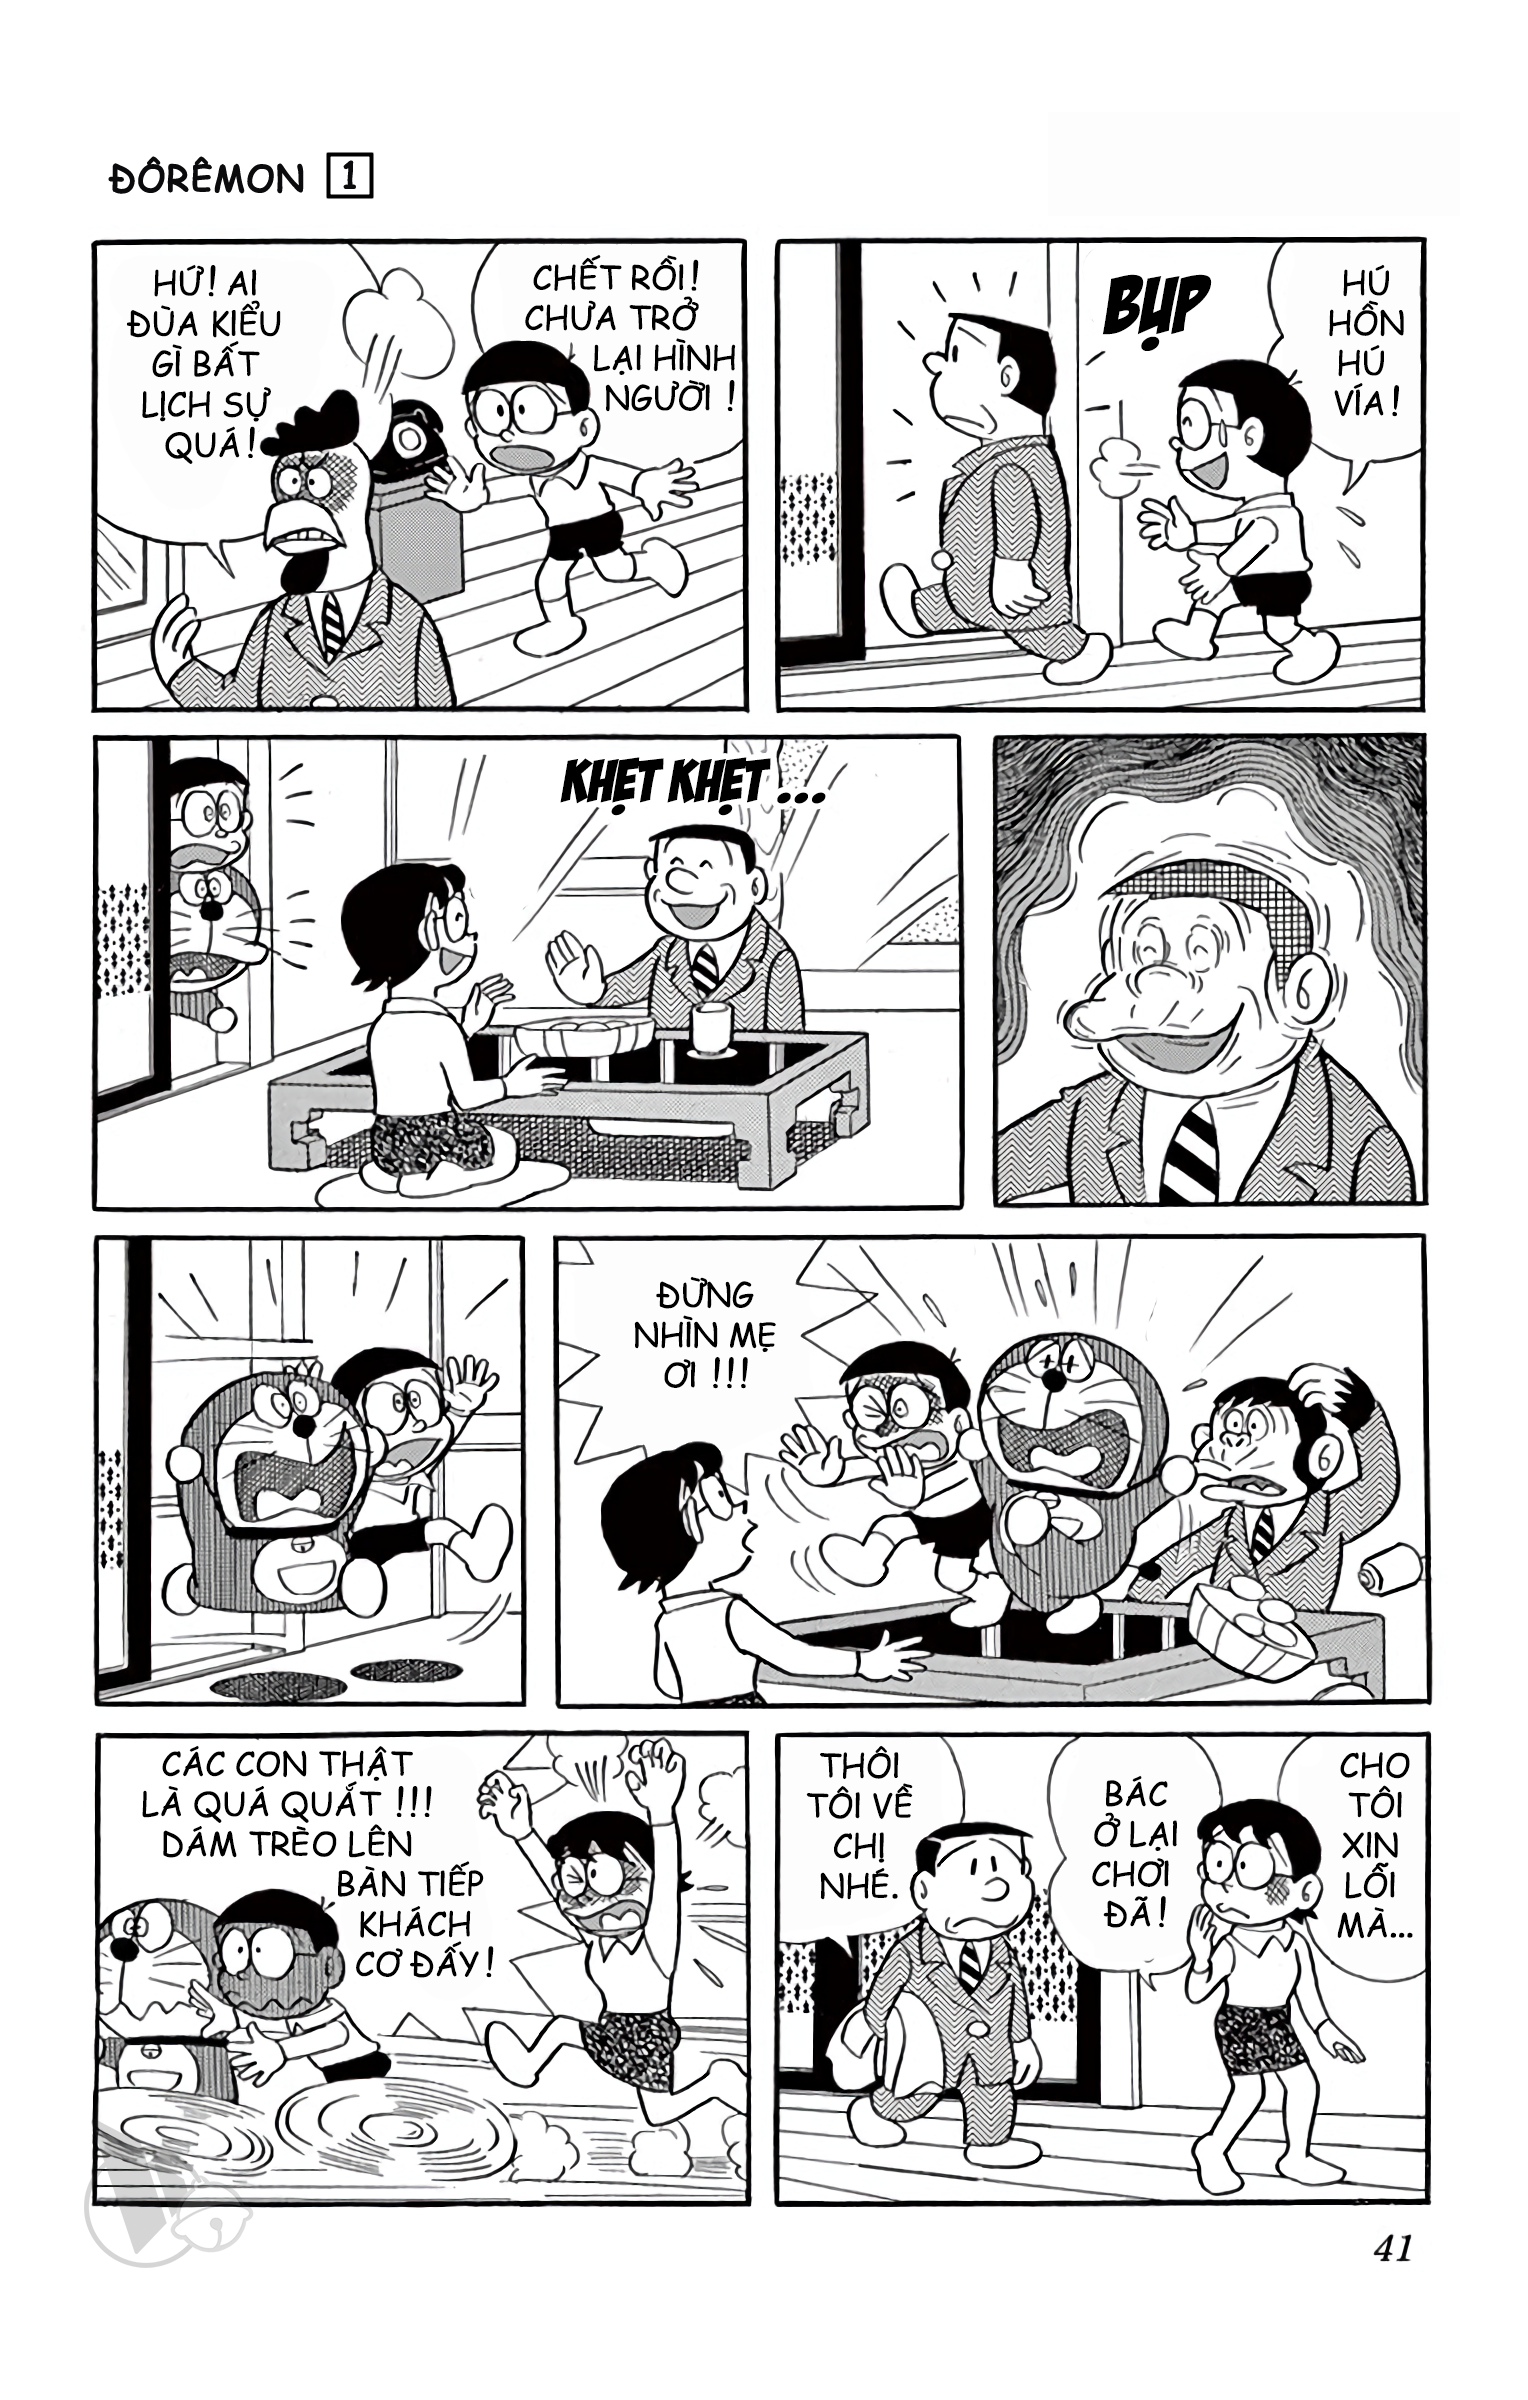 ĐÔRÊMON 1
HỨ! AI
ĐÙA KIỂU
GÌ BẤT
LỊCH SỰ
QUÁ!
CHẾT RỒI!
CHƯA TRỞ
LẠI HÌNH
NGƯỜI !
BỤP
HÚ
HỒN
HÚ
VÍA!
KHẸT KHẸT ...
ĐỪNG
NHÌN MẸ
ƠI !!!
CÁC CON THẬT
LÀ QUÁ QUẮT !!!
DÁM TRÈO LÊN
BÀN TIẾP
KHÁCH
CƠ ĐẤY!
THÔI
TÔI VỀ
CHỊ
NHÉ.
BÁC
Ở LẠI
CHƠI
ĐÃ!
CHO
TÔI
XIN
LỖI
MÀ...
41